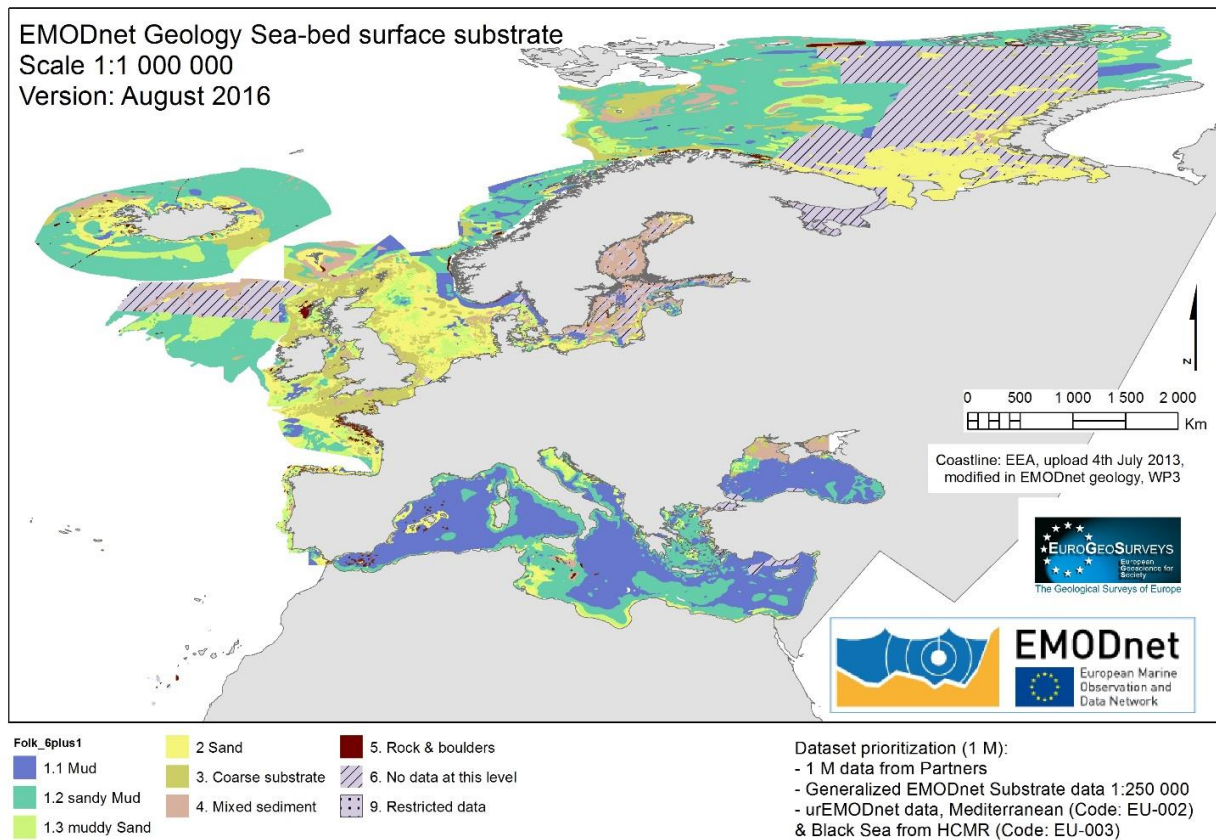 EMODnet Geology Sea-bed surface substrate
Scale 1:1 000 000
Version: August 2016
N
0 500 1 000 1 500 2 000
Km
Coastline: EEA, upload 4th July 2013,
modified in EMODnet geology, WP3
EUROGEOSURVEYS
European
Geoscience for
Society
The Geological Surveys of Europe
EMODnet
European Marine
Observation and
Data Network
Folk_6plus1
1.1 Mud
1.2 sandy Mud
1.3 muddy Sand
2 Sand
3. Coarse substrate
4. Mixed sediment
5. Rock & boulders
6. No data at this level
9. Restricted data
Dataset prioritization (1 M):
- 1 M data from Partners
- Generalized EMODnet Substrate data 1:250 000
- urEMODnet data, Mediterranean (Code: EU-002)
& Black Sea from HCMR (Code: EU-003)